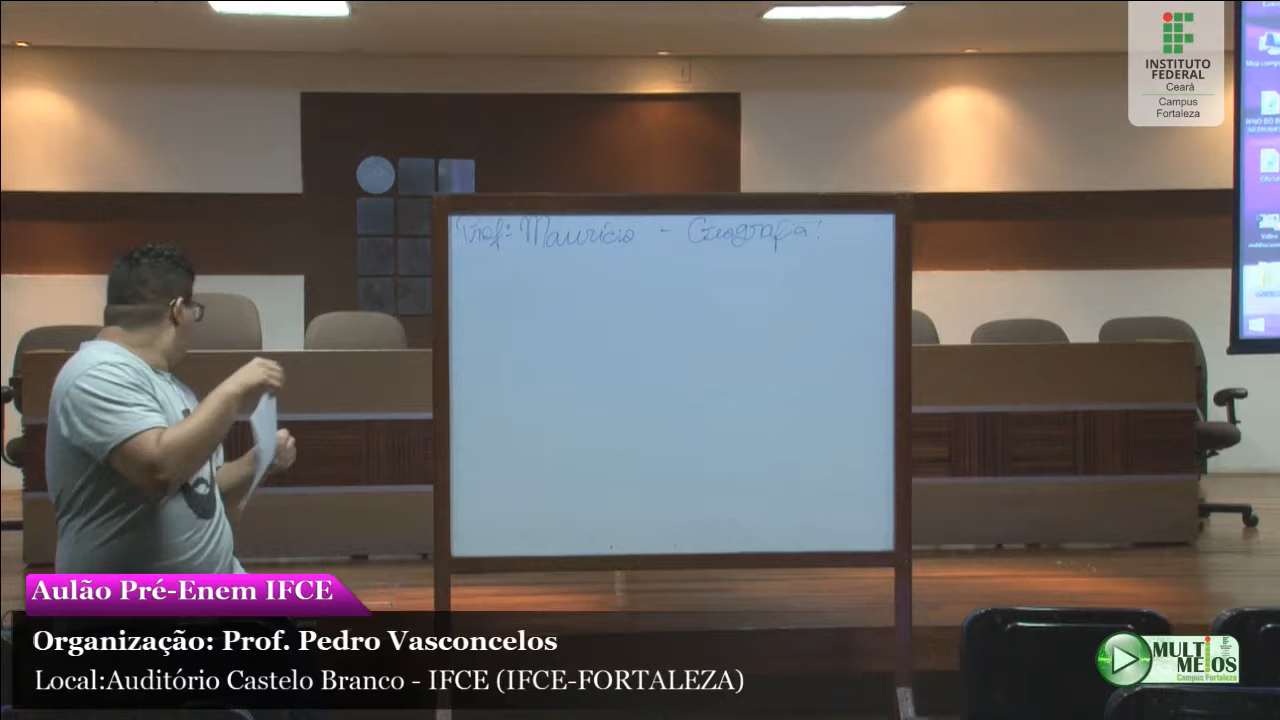 INSTITUTO
FEDERAL
Ceará
Campus
Fortaleza
Profº Maurício - Geografia!
Aulão Pré-Enem IFCE
Organização: Prof. Pedro Vasconcelos
Local:Auditório Castelo Branco - IFCE (IFCE-FORTALEZA)
MULTIMEIOS
Campus Fortaleza